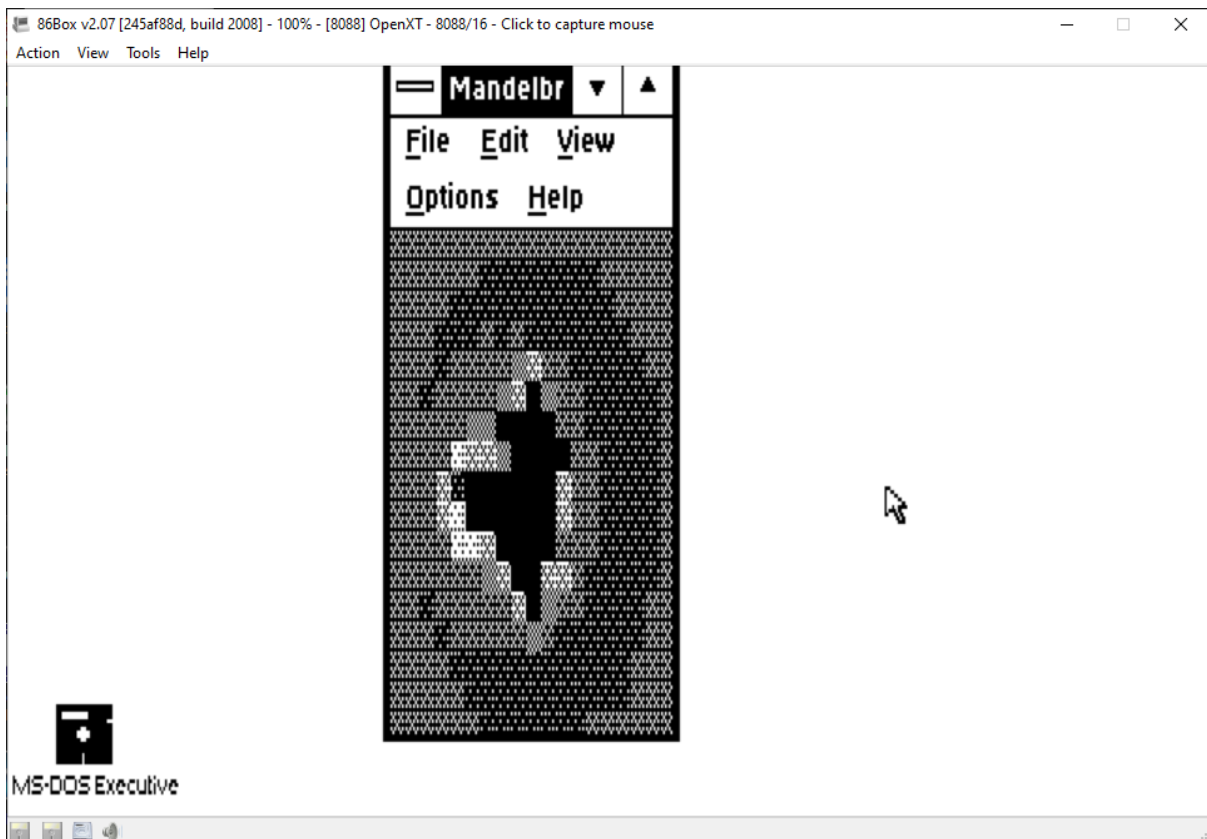 86Box v2.07 [245af88d, build 2008] - 100% - [8088] OpenXT - 8088/16 - Click to capture mouse
Action View Tools Help
Mandelbr
File Edit View
Options Help
MS-DOS Executive